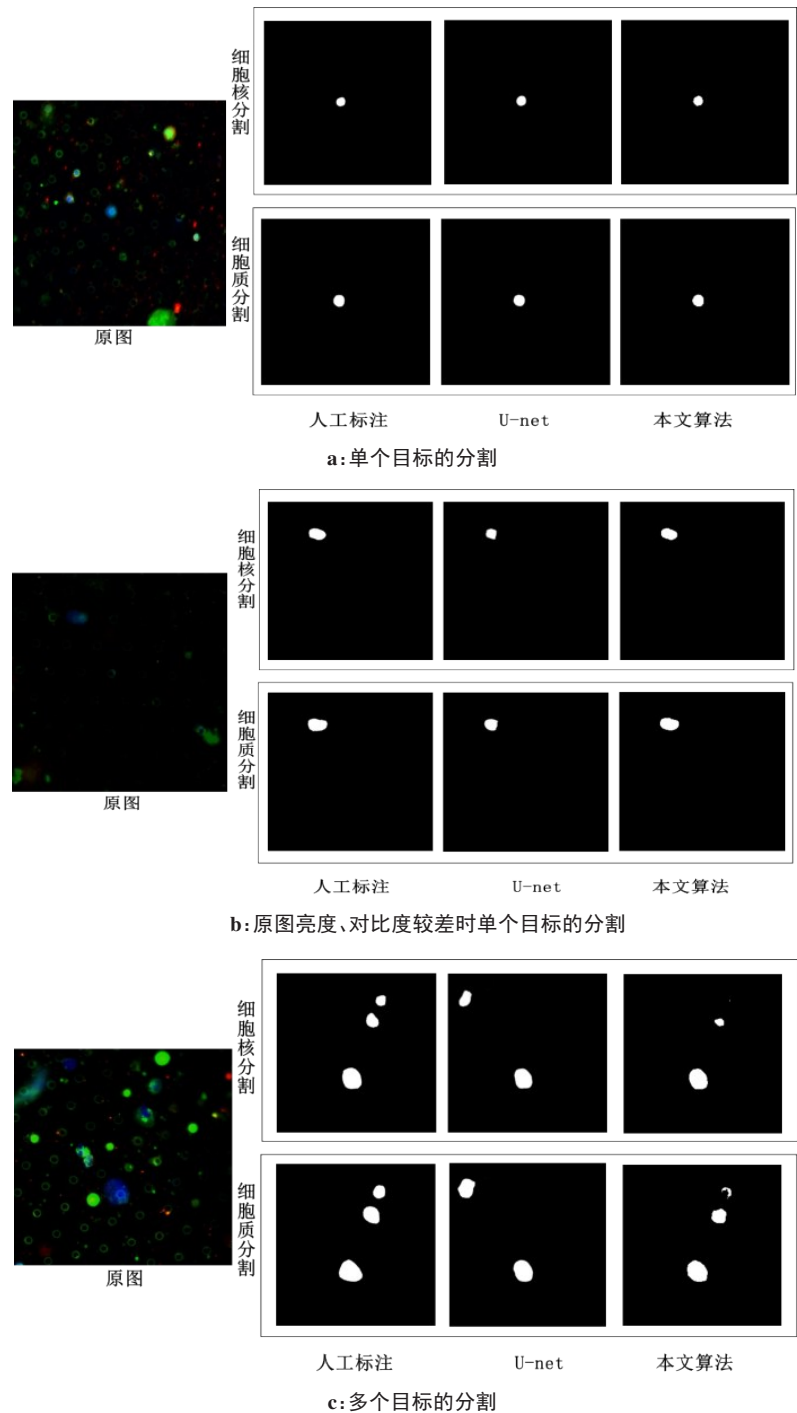 细胞核分割
细胞质分割
原图
人工标注 U-net 本文算法
a:单个目标的分割
细胞核分割
细胞质分割
原图
人工标注 U-net 本文算法
b:原图亮度、对比度较差时单个目标的分割
细胞核分割
细胞质分割
原图
人工标注 U-net 本文算法
c:多个目标的分割